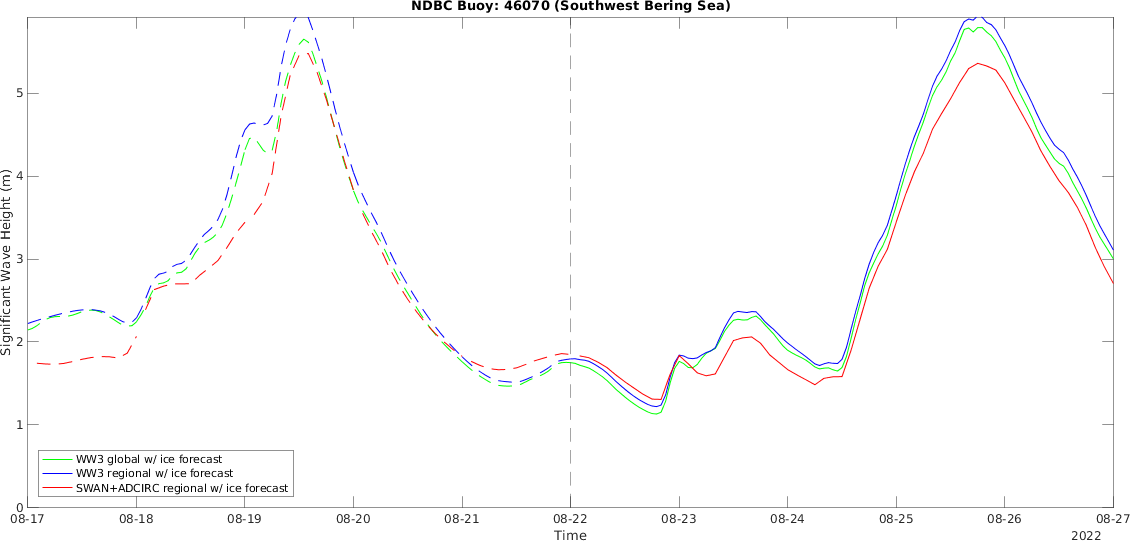 NDBC Buoy: 46070 (Southwest Bering Sea)
Significant Wave Height (m)
5
4
3
2
1
0
WW3 global w/ ice forecast
WW3 regional w/ ice forecast
SWAN+ADCIRC regional w/ ice forecast
08-17 08-18 08-19 08-20 08-21 08-22 08-23 08-24 08-25 08-26 08-27
Time
2022